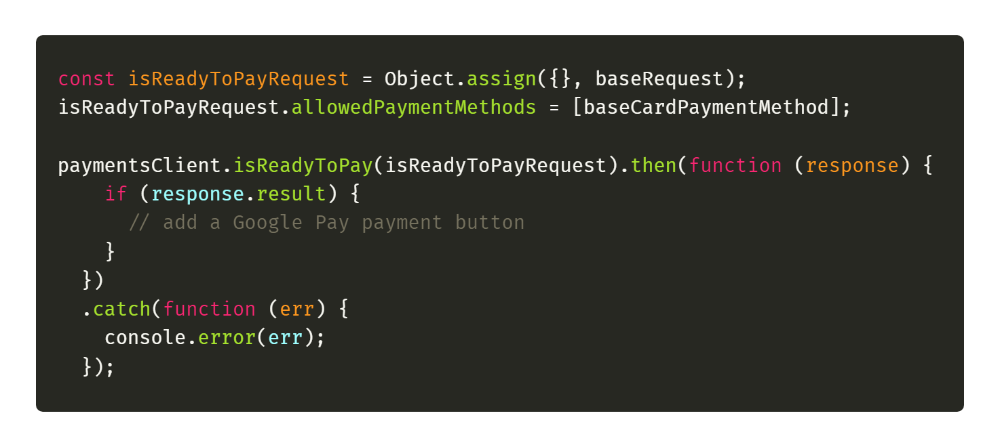 const isReadyToPayRequest = Object.assign({}, baseRequest);
isReadyToPayRequest.allowedPaymentMethods = [baseCardPaymentMethod];

paymentsClient.isReadyToPay(isReadyToPayRequest).then(function (response) {
    if (response.result) {
      // add a Google Pay payment button
    }
  })
  .catch(function (err) {
    console.error(err);
  });